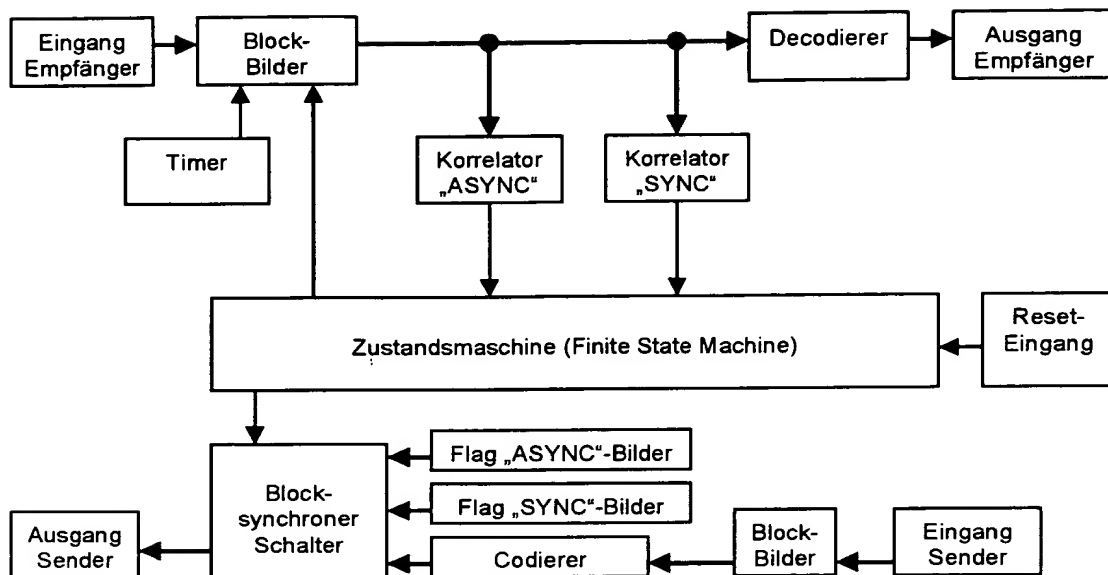 Eingang
Empfänger
Block-
Bilder
Decodierer
Ausgang
Empfänger
Timer
Korrelator
„ASYNC“
Korrelator
„SYNC“
Zustandsmaschine (Finite State Machine)
Reset-
Eingang
Block-
synchroner
Schalter
Flag „ASYNC“-Bilder
Flag „SYNC“-Bilder
Codierer
Block-
Bilder
Eingang
Sender
Ausgang
Sender